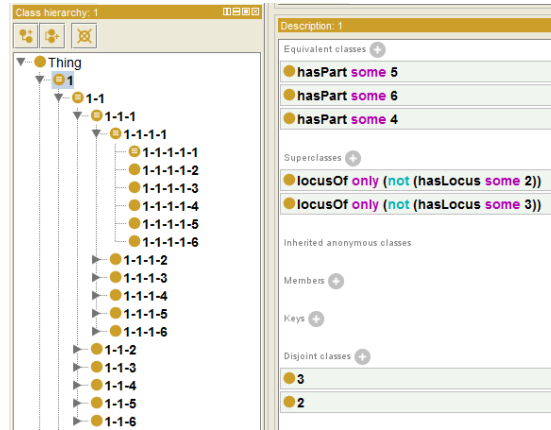 Class hierarchy: 1
Thing
1
1-1
1-1-1
1-1-1-1
1-1-1-1-1
1-1-1-1-2
1-1-1-1-3
1-1-1-1-4
1-1-1-1-5
1-1-1-1-6
1-1-1-2
1-1-1-3
1-1-1-4
1-1-1-5
1-1-1-6
1-1-2
1-1-3
1-1-4
1-1-5
1-1-6
Description: 1
Equivalent classes
hasPart some 5
hasPart some 6
hasPart some 4
Superclasses
locusOf only (not (hasLocus some 2))
locusOf only (not (hasLocus some 3))
Inherited anonymous classes
Members
Keys
Disjoint classes
3
2